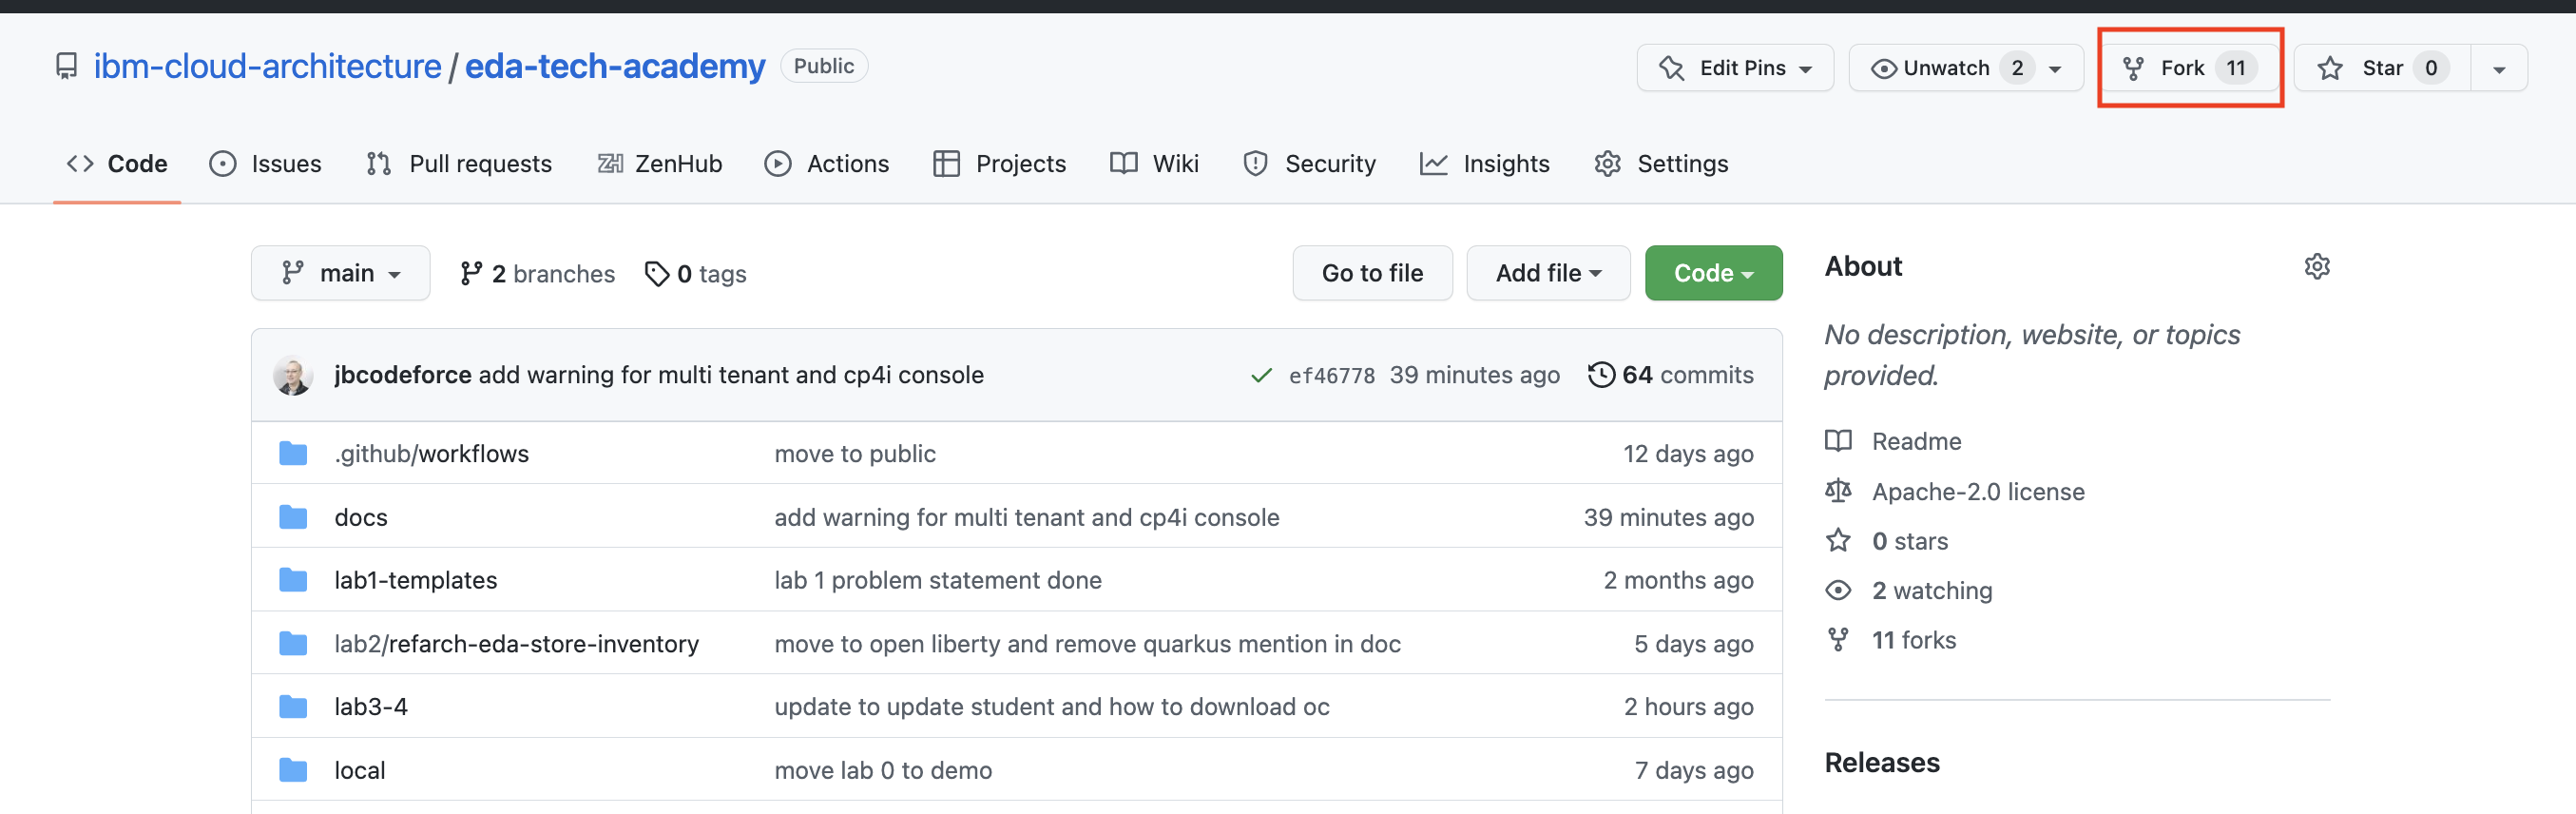 ibm-cloud-architecture / eda-tech-academy Public Edit Pins Unwatch 2 Fork 11 Star 0
Code Issues Pull requests ZenHub Actions Projects Wiki Security Insights Settings
main 2 branches 0 tags Go to file Add file Code
jbcodeforce add warning for multi tenant and cp4i console ef46778 39 minutes ago 64 commits
.github/workflows move to public 12 days ago
docs add warning for multi tenant and cp4i console 39 minutes ago
lab1-templates lab 1 problem statement done 2 months ago
lab2/refarch-eda-store-inventory move to open liberty and remove quarkus mention in doc 5 days ago
lab3-4 update to update student and how to download oc 2 hours ago
local move lab 0 to demo 7 days ago
About
No description, website, or topics
provided.
Readme
Apache-2.0 license
0 stars
2 watching
11 forks
Releases